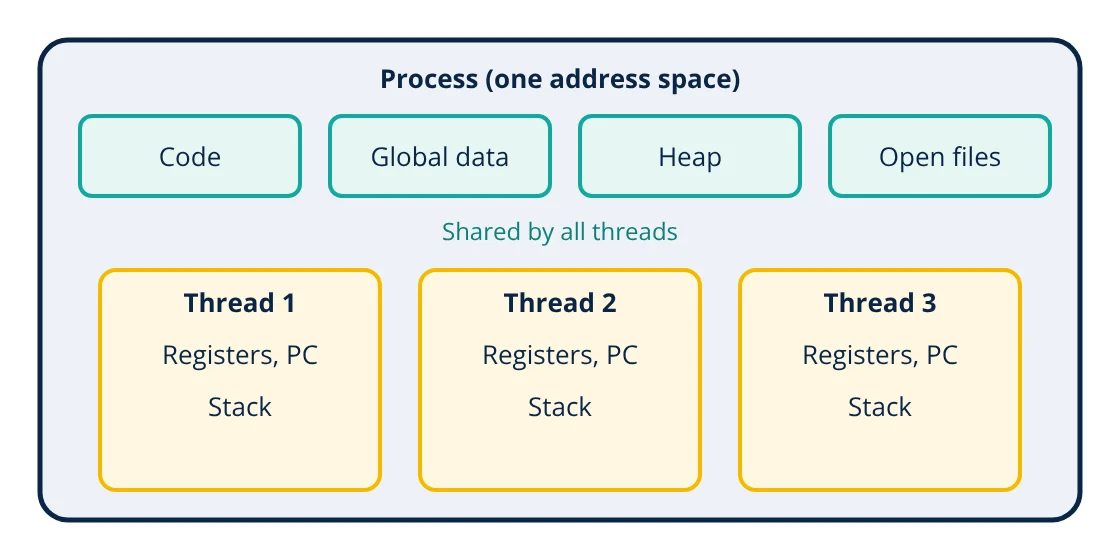 Process (one address space)
Code
Global data
Heap
Open files
Shared by all threads
Thread 1
Registers, PC
Stack
Thread 2
Registers, PC
Stack
Thread 3
Registers, PC
Stack